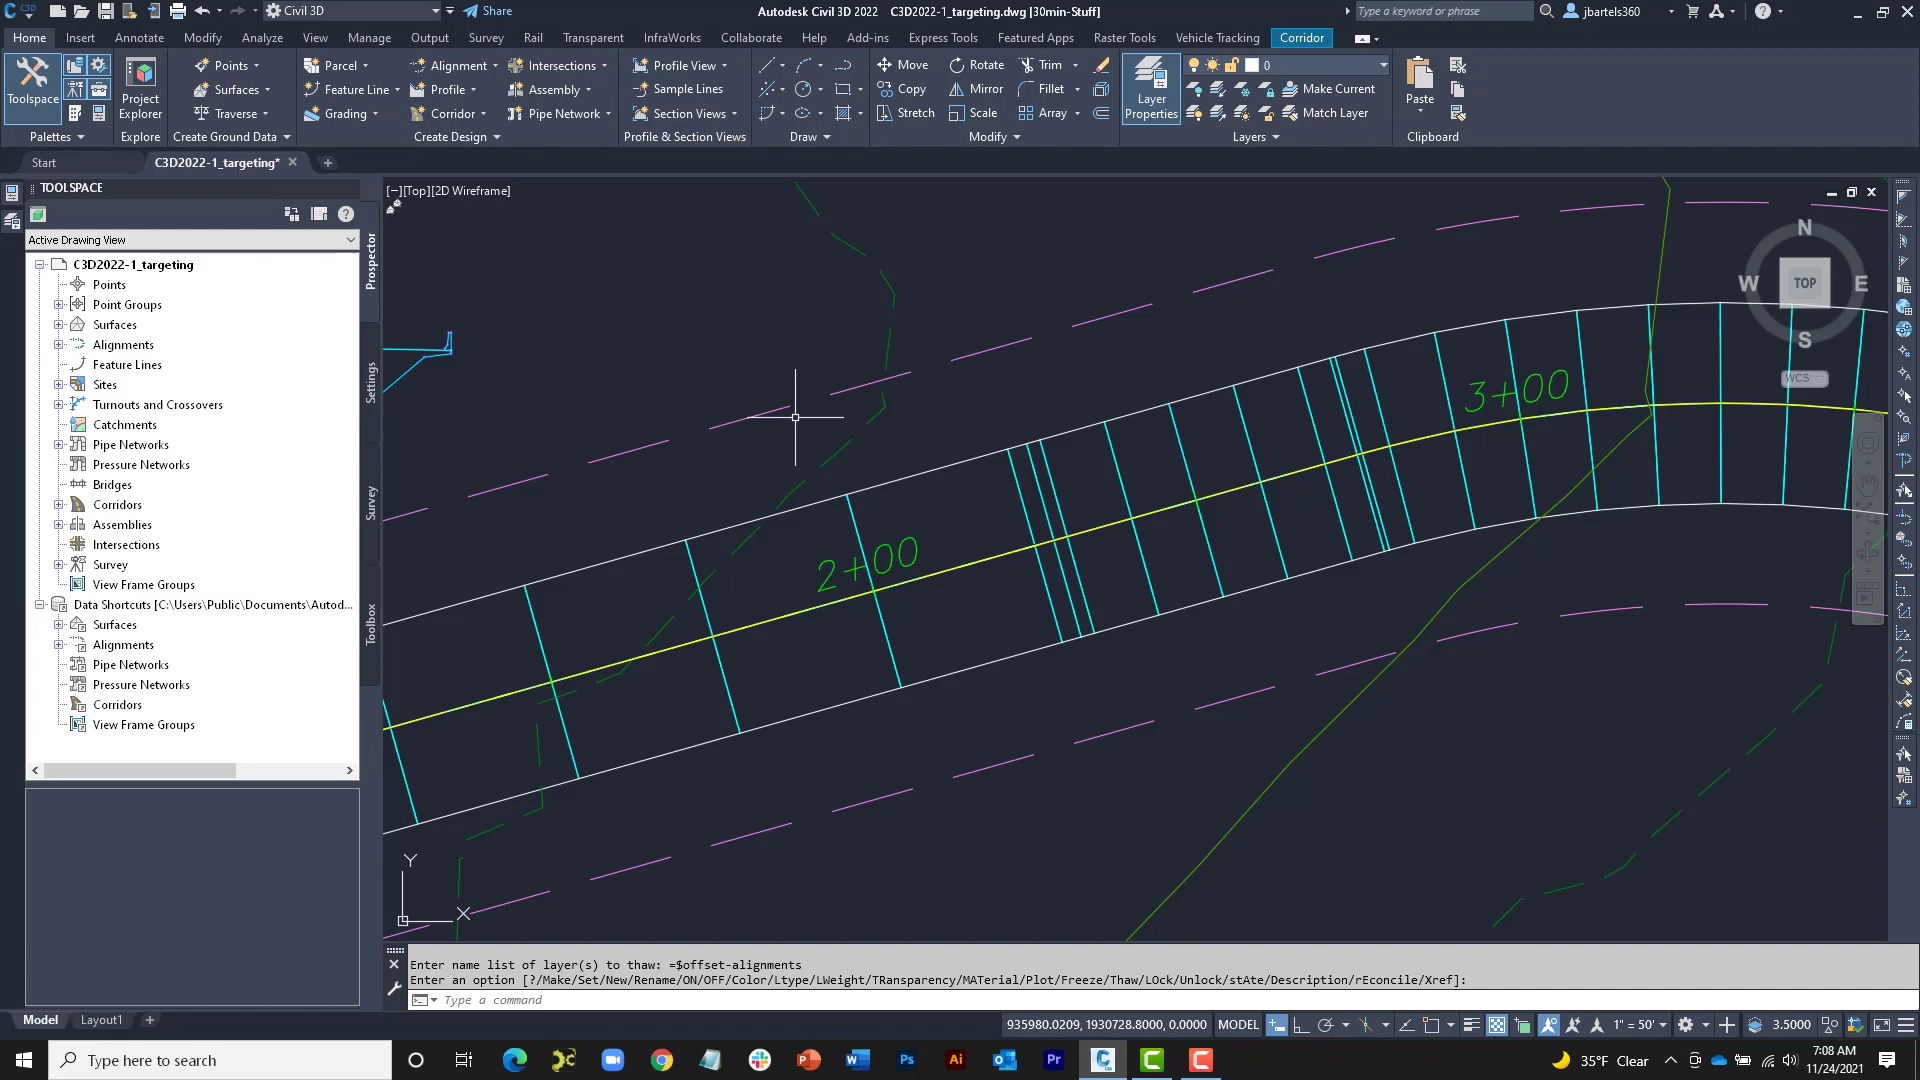 C3D
Civil 3D
Share
Autodesk Civil 3D 2022 C3D2022-1_targeting.dwg [30min-Stuff]
Type a keyword or phrase
jbartels360
Home Insert Annotate Modify Analyze View Manage Output Survey Rail Transparent InfraWorks Collaborate Help Add-ins Express Tools Featured Apps Raster Tools Vehicle Tracking Corridor
Toolspace
Palettes
Project Explorer
Explore
Points
Surfaces
Traverse
Create Ground Data
Parcel
Feature Line
Grading
Alignment
Profile
Corridor
Intersections
Assembly
Pipe Network
Create Design
Profile View
Sample Lines
Section Views
Profile & Section Views
Draw
Move
Copy
Stretch
Rotate
Mirror
Scale
Trim
Fillet
Array
Modify
Layer Properties
0
Make Current
Match Layer
Layers
Paste
Clipboard
Start
C3D2022-1_targeting*
TOOLSPACE
Active Drawing View
C3D2022-1_targeting
Points
Point Groups
Surfaces
Alignments
Feature Lines
Sites
Turnouts and Crossovers
Catchments
Pipe Networks
Pressure Networks
Bridges
Corridors
Assemblies
Intersections
Survey
View Frame Groups
Data Shortcuts [C:\Users\Public\Documents\Autod...
Surfaces
Alignments
Pipe Networks
Pressure Networks
Corridors
View Frame Groups
Prospector
Settings
Survey
Toolbox
[−][Top][2D Wireframe]
N
W TOP E
S
WCS
2+00
3+00
Y
X
Enter name list of layer(s) to thaw: =$offset-alignments
Enter an option [?/Make/Set/New/Rename/ON/OFF/Color/Ltype/LWeight/TRansparency/MATerial/Plot/Freeze/Thaw/LOck/Unlock/stAte/Description/rEconcile/Xref]:
Type a command
Model Layout1
935980.0209, 1930728.8000, 0.0000 MODEL
1" = 50'
3.5000
Type here to search
35°F Clear
7:08 AM
11/24/2021